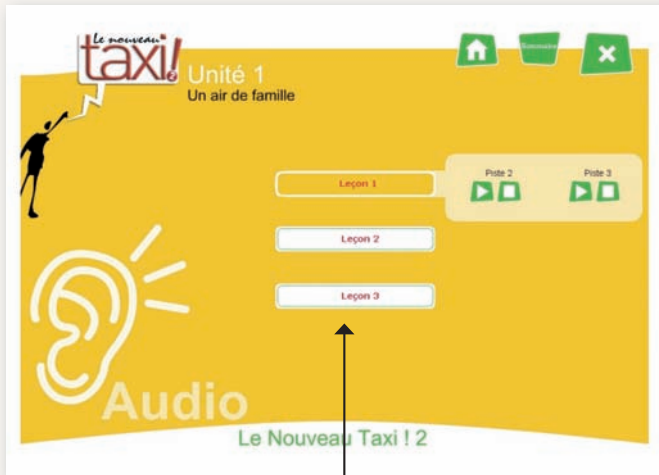 Le nouveau
taxi! 2
Sommaire
Unité 1
Un air de famille
Leçon 1
Piste 2
Piste 3
Leçon 2
Leçon 3
Audio
Le Nouveau Taxi ! 2